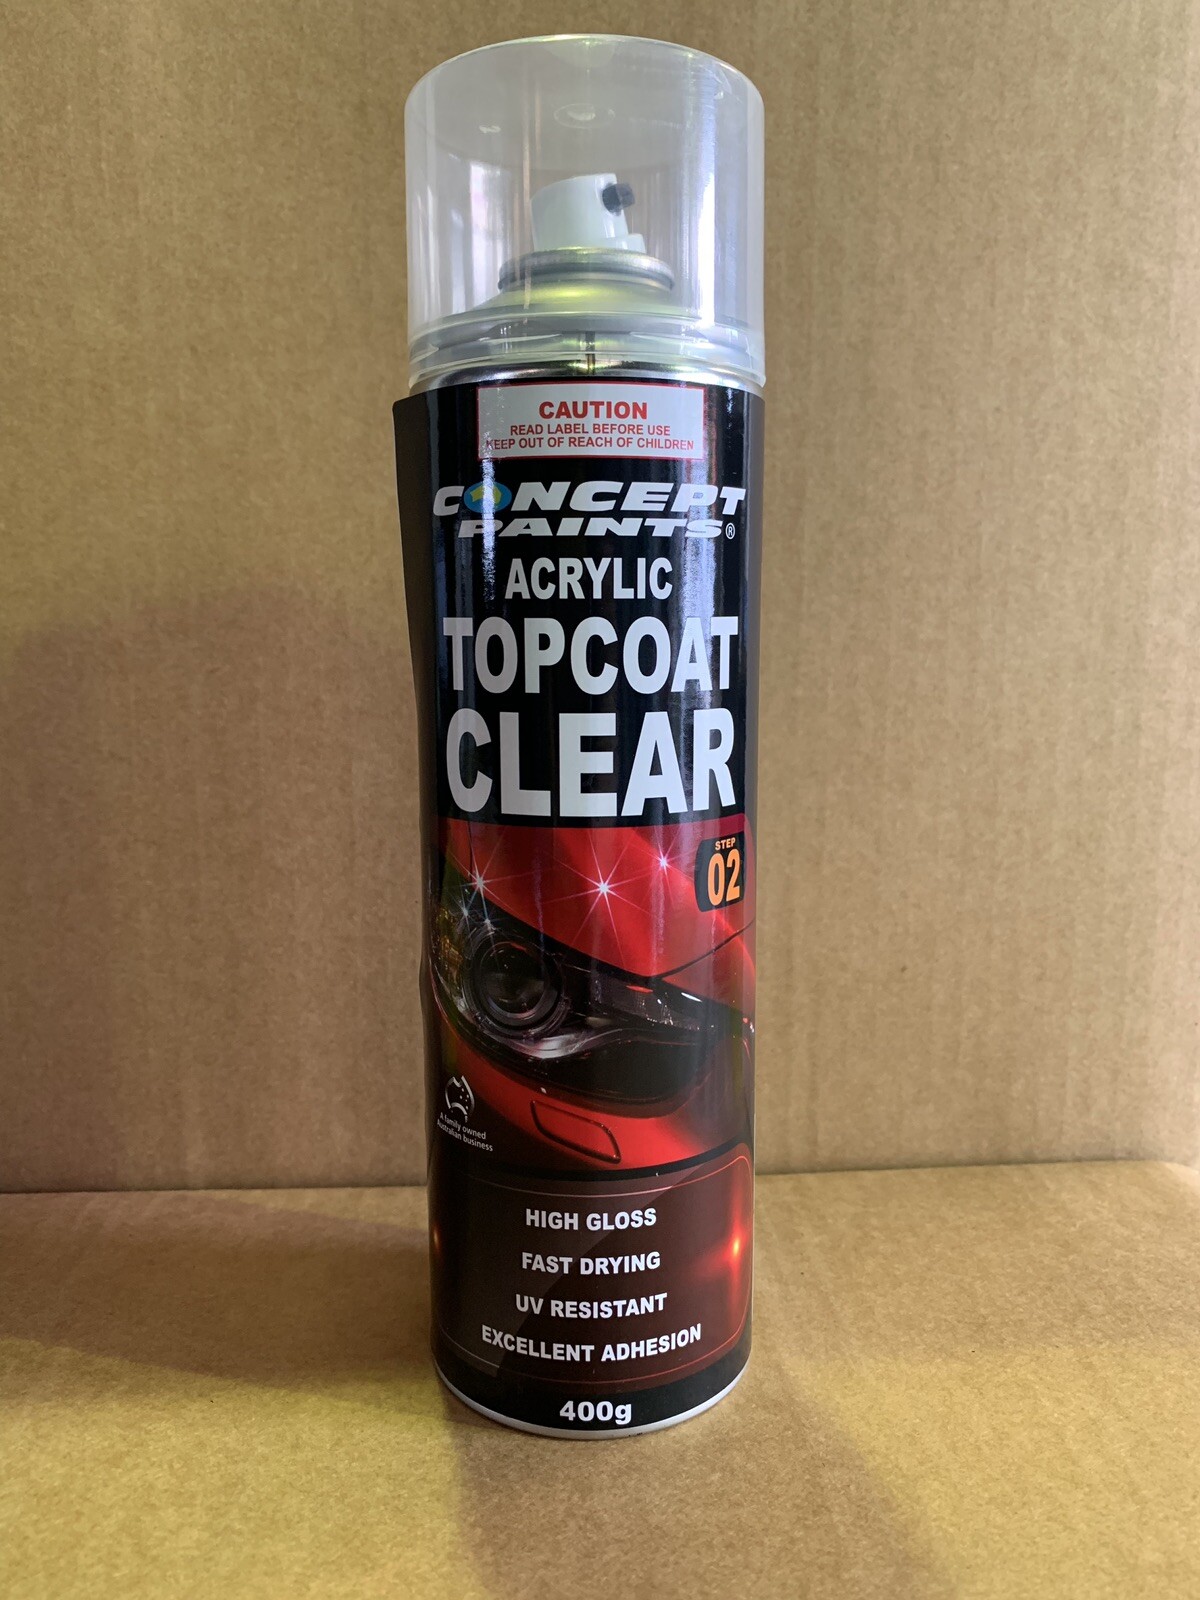 CAUTION
READ LABEL BEFORE USE
KEEP OUT OF REACH OF CHILDREN
CONCEPT
PAINTS®
ACRYLIC
TOPCOAT
CLEAR
STEP
02
A family owned
Australian business
HIGH GLOSS
FAST DRYING
UV RESISTANT
EXCELLENT ADHESION
400g